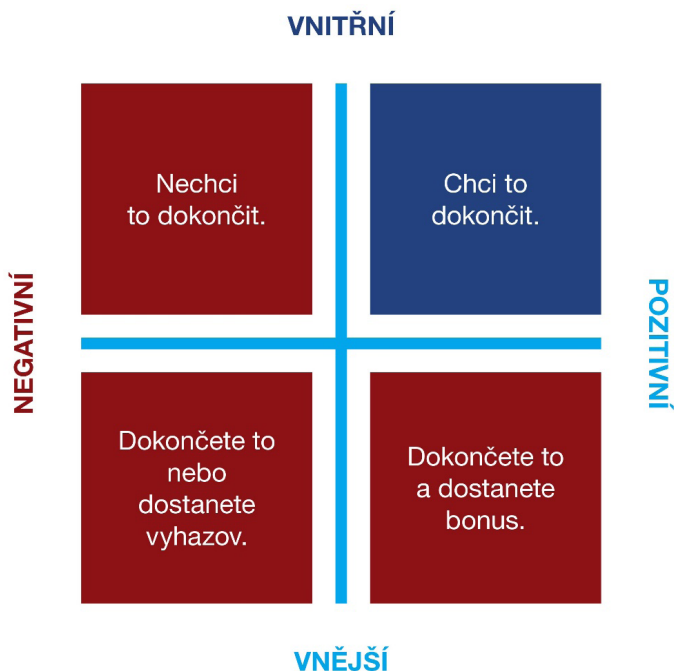 VNITŘNÍ
Nechci
to dokončit.
Chci to
dokončit.
NEGATIVNÍ
POZITIVNÍ
Dokončete to
nebo
dostanete
vyhazov.
Dokončete to
a dostanete
bonus.
VNĚJŠÍ